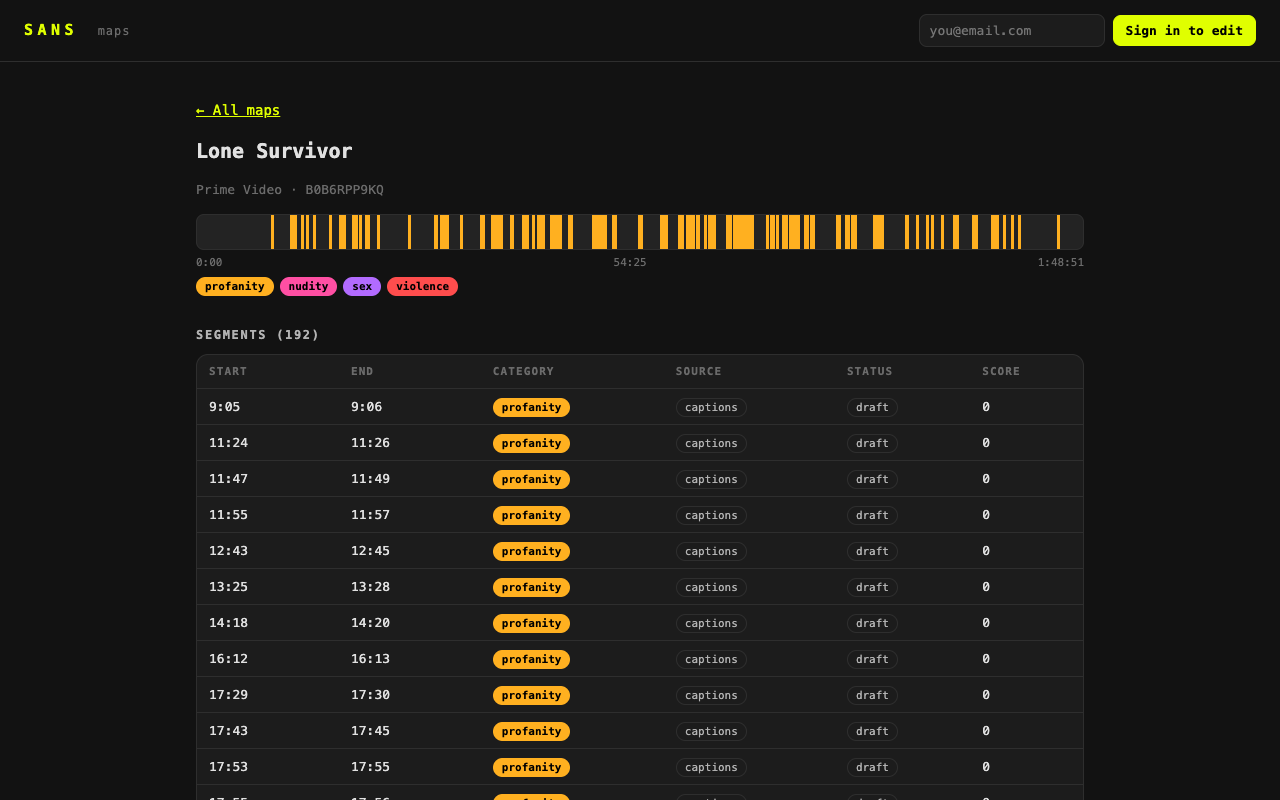 SANS maps you@email.com Sign in to edit
← All maps
Lone Survivor
Prime Video · B0B6RPP9KQ
0:00 54:25 1:48:51
profanity nudity sex violence
SEGMENTS (192)
START END CATEGORY SOURCE STATUS SCORE
9:05 9:06 profanity captions draft 0
11:24 11:26 profanity captions draft 0
11:47 11:49 profanity captions draft 0
11:55 11:57 profanity captions draft 0
12:43 12:45 profanity captions draft 0
13:25 13:28 profanity captions draft 0
14:18 14:20 profanity captions draft 0
16:12 16:13 profanity captions draft 0
17:29 17:30 profanity captions draft 0
17:43 17:45 profanity captions draft 0
17:53 17:55 profanity captions draft 0